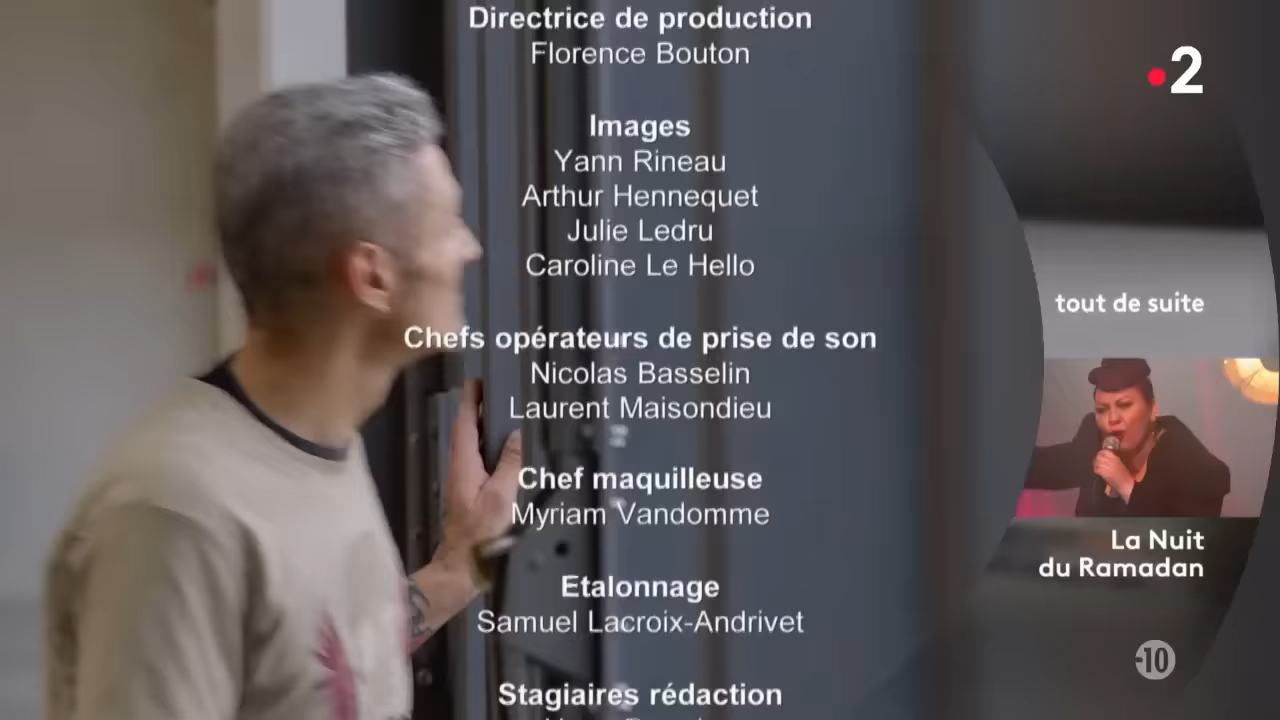 Directrice de production
Florence Bouton
Images
Yann Rineau
Arthur Hennequet
Julie Ledru
Caroline Le Hello
Chefs opérateurs de prise de son
Nicolas Basselin
Laurent Maisondieu
Chef maquilleuse
Myriam Vandomme
Etalonnage
Samuel Lacroix-Andrivet
Stagiaires rédaction
2
tout de suite
La Nuit
du Ramadan
-10